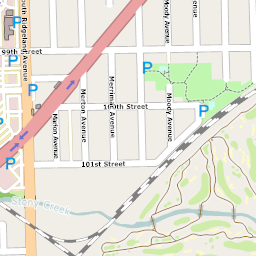 South Ridgeland Avenue
Moody Avenue
99th Street
P
P
P
Merrimac Avenue
Morton Avenue
100th Street
Moody Avenue
P
Marion Avenue
P
101st Street
Stony Creek